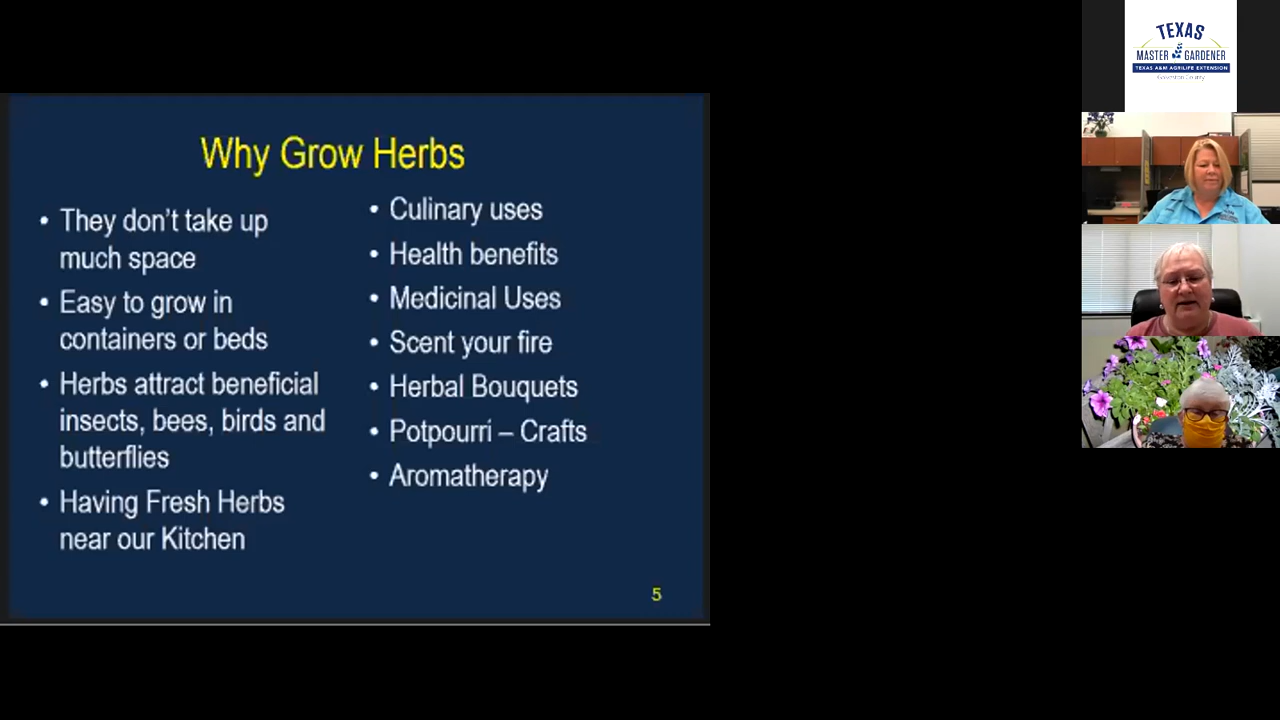 Why Grow Herbs
• They don't take up
much space
• Easy to grow in
containers or beds
• Herbs attract beneficial
insects, bees, birds and
butterflies
• Having Fresh Herbs
near our Kitchen
• Culinary uses
• Health benefits
• Medicinal Uses
• Scent your fire
• Herbal Bouquets
• Potpourri – Crafts
• Aromatherapy
5
TEXAS
MASTER GARDENER
TEXAS A&M AGRILIFE EXTENSION
Galveston County